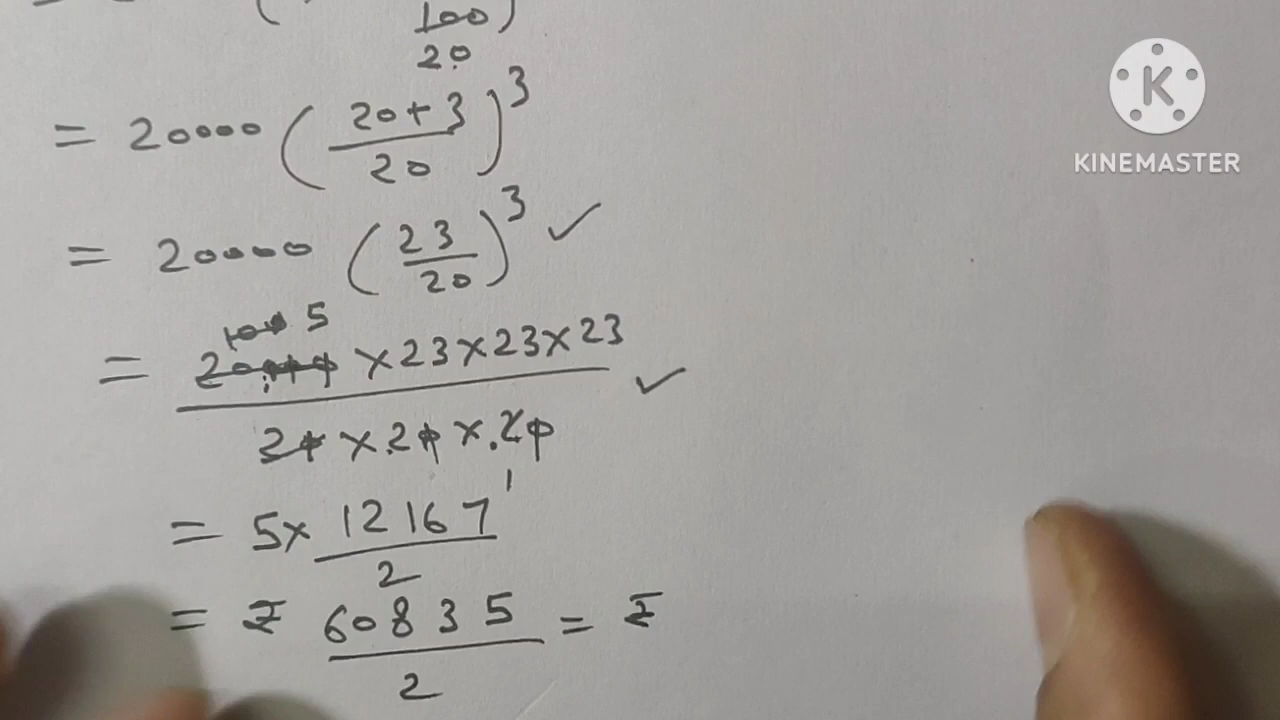 100
20
= 20000 (20+3/20)^3
= 20000 (23/20)^3 ✓
100 5
= 20000 × 23 × 23 × 23 / 20 × 20 × 20 ✓
= 5 × 12167 / 2
= ₹ 60835 / 2 = ₹
K
KINEMASTER